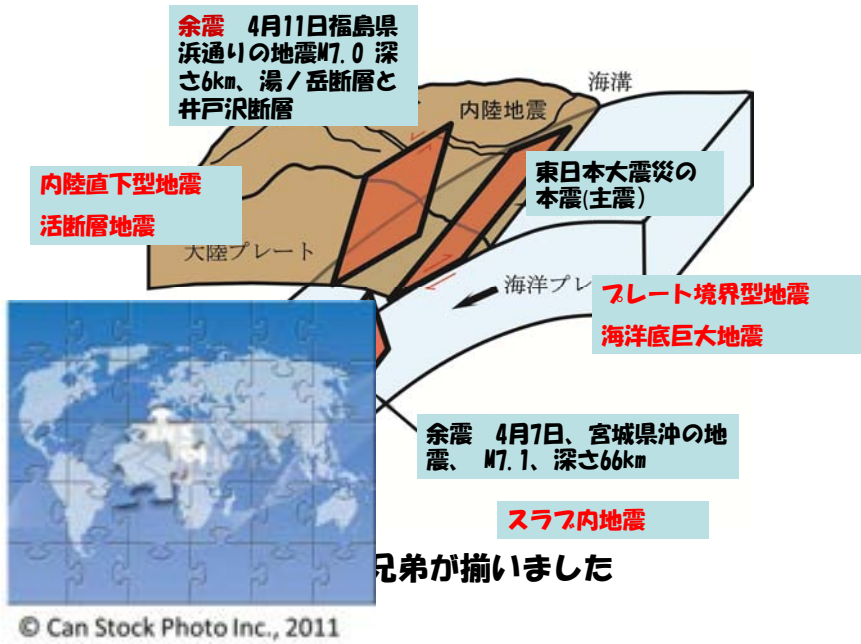 余震 4月11日福島県
浜通りの地震M7.0 深
さ6km、湯ノ岳断層と
井戸沢断層
海溝
内陸地震
東日本大震災の
本震(主震)
内陸直下型地震
活断層地震
大陸プレート
海洋プレ
プレート境界型地震
海洋底巨大地震
余震 4月7日、宮城県沖の地
震、 M7.1、深さ66km
スラブ内地震
兄弟が揃いました
© Can Stock Photo Inc., 2011